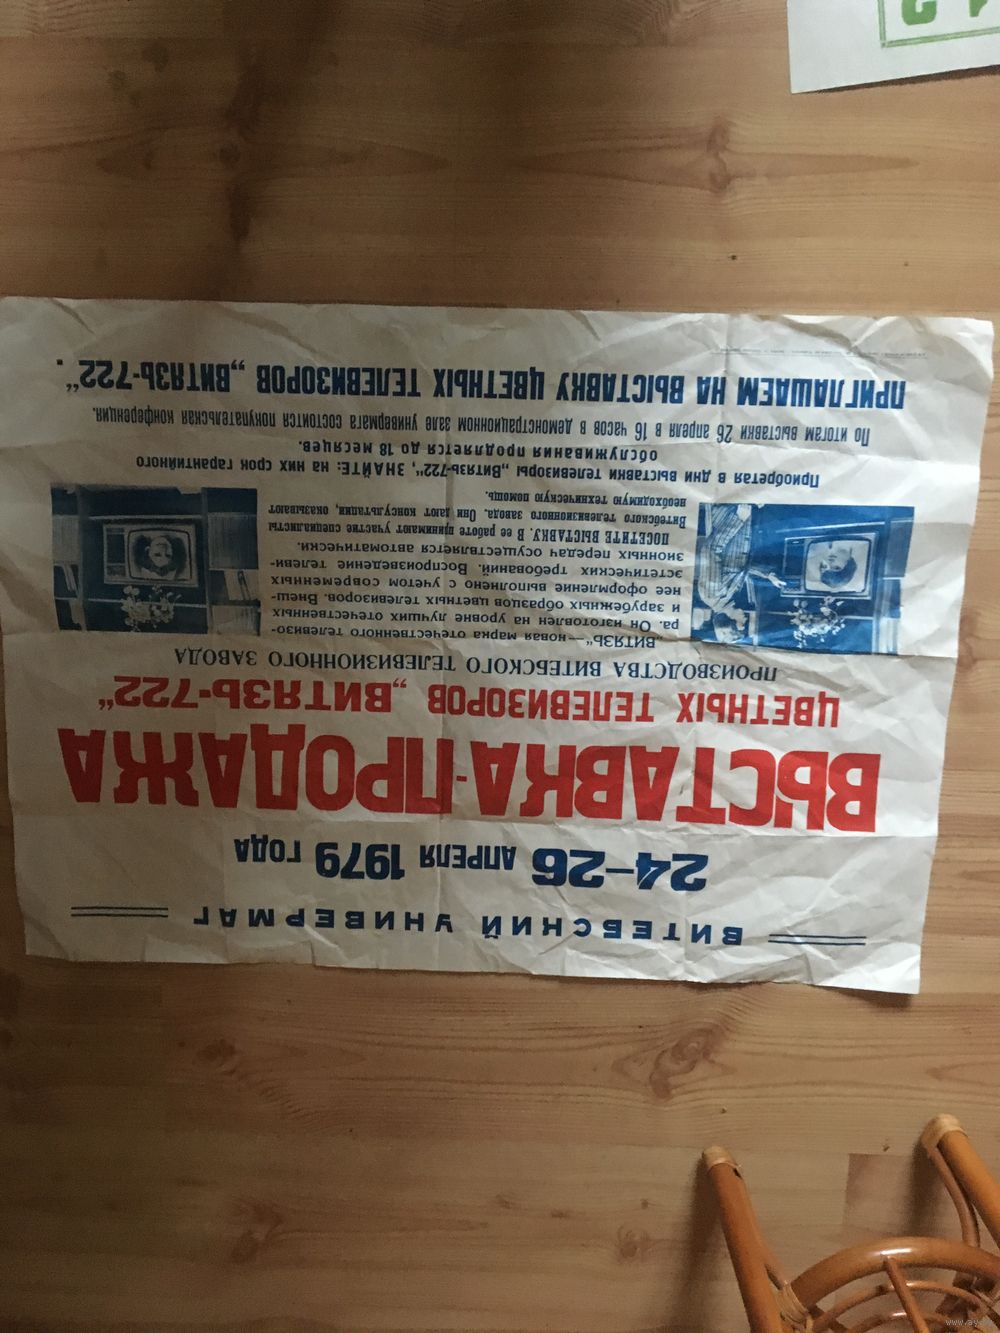 ВИТЕБСКИЙ УНИВЕРМАГ
24–26 АПРЕЛЯ 1979 ГОДА
ВЫСТАВКА-ПРОДАЖА
ЦВЕТНЫХ ТЕЛЕВИЗОРОВ „ВИТЯЗЬ-722“
ПРОИЗВОДСТВА ВИТЕБСКОГО ТЕЛЕВИЗИОННОГО ЗАВОДА
„ВИТЯЗЬ“—новая марка отечественного телевизо-
ра. Он изготовлен на уровне лучших отечественных
и зарубежных образцов цветных телевизоров. Внеш-
нее оформление выполнено с учетом современных
эстетических требований. Воспроизведение телеви-
зионных передач осуществляется автоматически.
ПОСЕТИТЕ ВЫСТАВКУ. В ее работе принимают участие специалисты
Витебского телевизионного завода. Они дают консультации, оказывают
необходимую техническую помощь.
Приобретая в дни выставки телевизоры „Витязь-722“, ЗНАЙТЕ: на них срок гарантийного
обслуживания продляется до 18 месяцев.
По итогам выставки 26 апреля в 16 часов в демонстрационном зале универмага состоится покупательская конференция.
ПРИГЛАШАЕМ НА ВЫСТАВКУ ЦВЕТНЫХ ТЕЛЕВИЗОРОВ „ВИТЯЗЬ-722“.